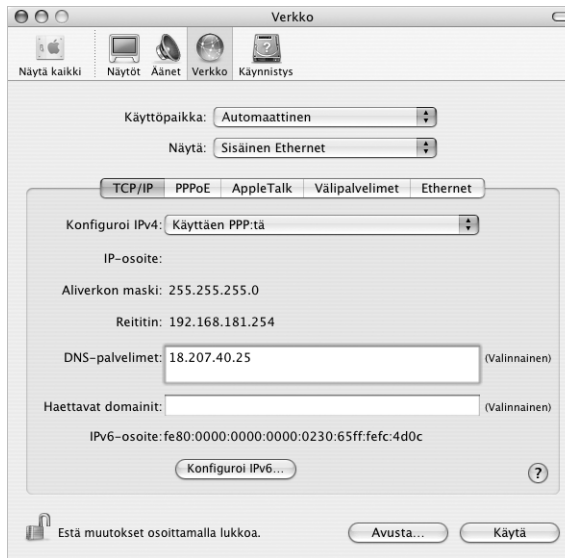 Verkko
Näytä kaikki Näytöt Äänet Verkko Käynnistys
Käyttöpaikka: Automaattinen
Näytä: Sisäinen Ethernet
TCP/IP PPPoE AppleTalk Välipalvelimet Ethernet
Konfiguroi IPv4: Käyttäen PPP:tä
IP-osoite:
Aliverkon maski: 255.255.255.0
Reititin: 192.168.181.254
DNS-palvelimet: 18.207.40.25 (Valinnainen)
Haettavat domainit: (Valinnainen)
IPv6-osoite: fe80:0000:0000:0000:0230:65ff:fefc:4d0c
Konfiguroi IPv6... ?
Estä muutokset osoittamalla lukkoa. Avusta... Käytä